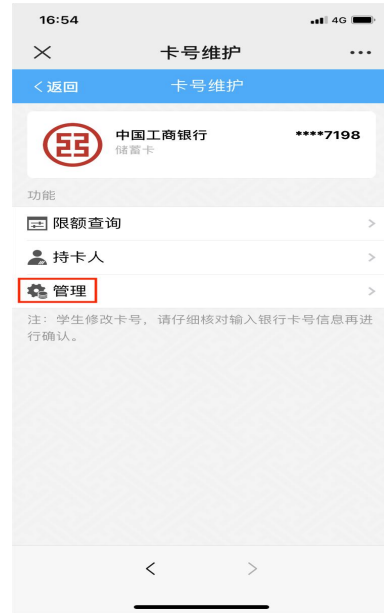 16:54
4G
卡号维护
<返回
卡号维护
中国工商银行
****7198
储蓄卡
功能
限额查询
持卡人
管理
注：学生修改卡号，请仔细核对输入银行卡号信息再进
行确认。